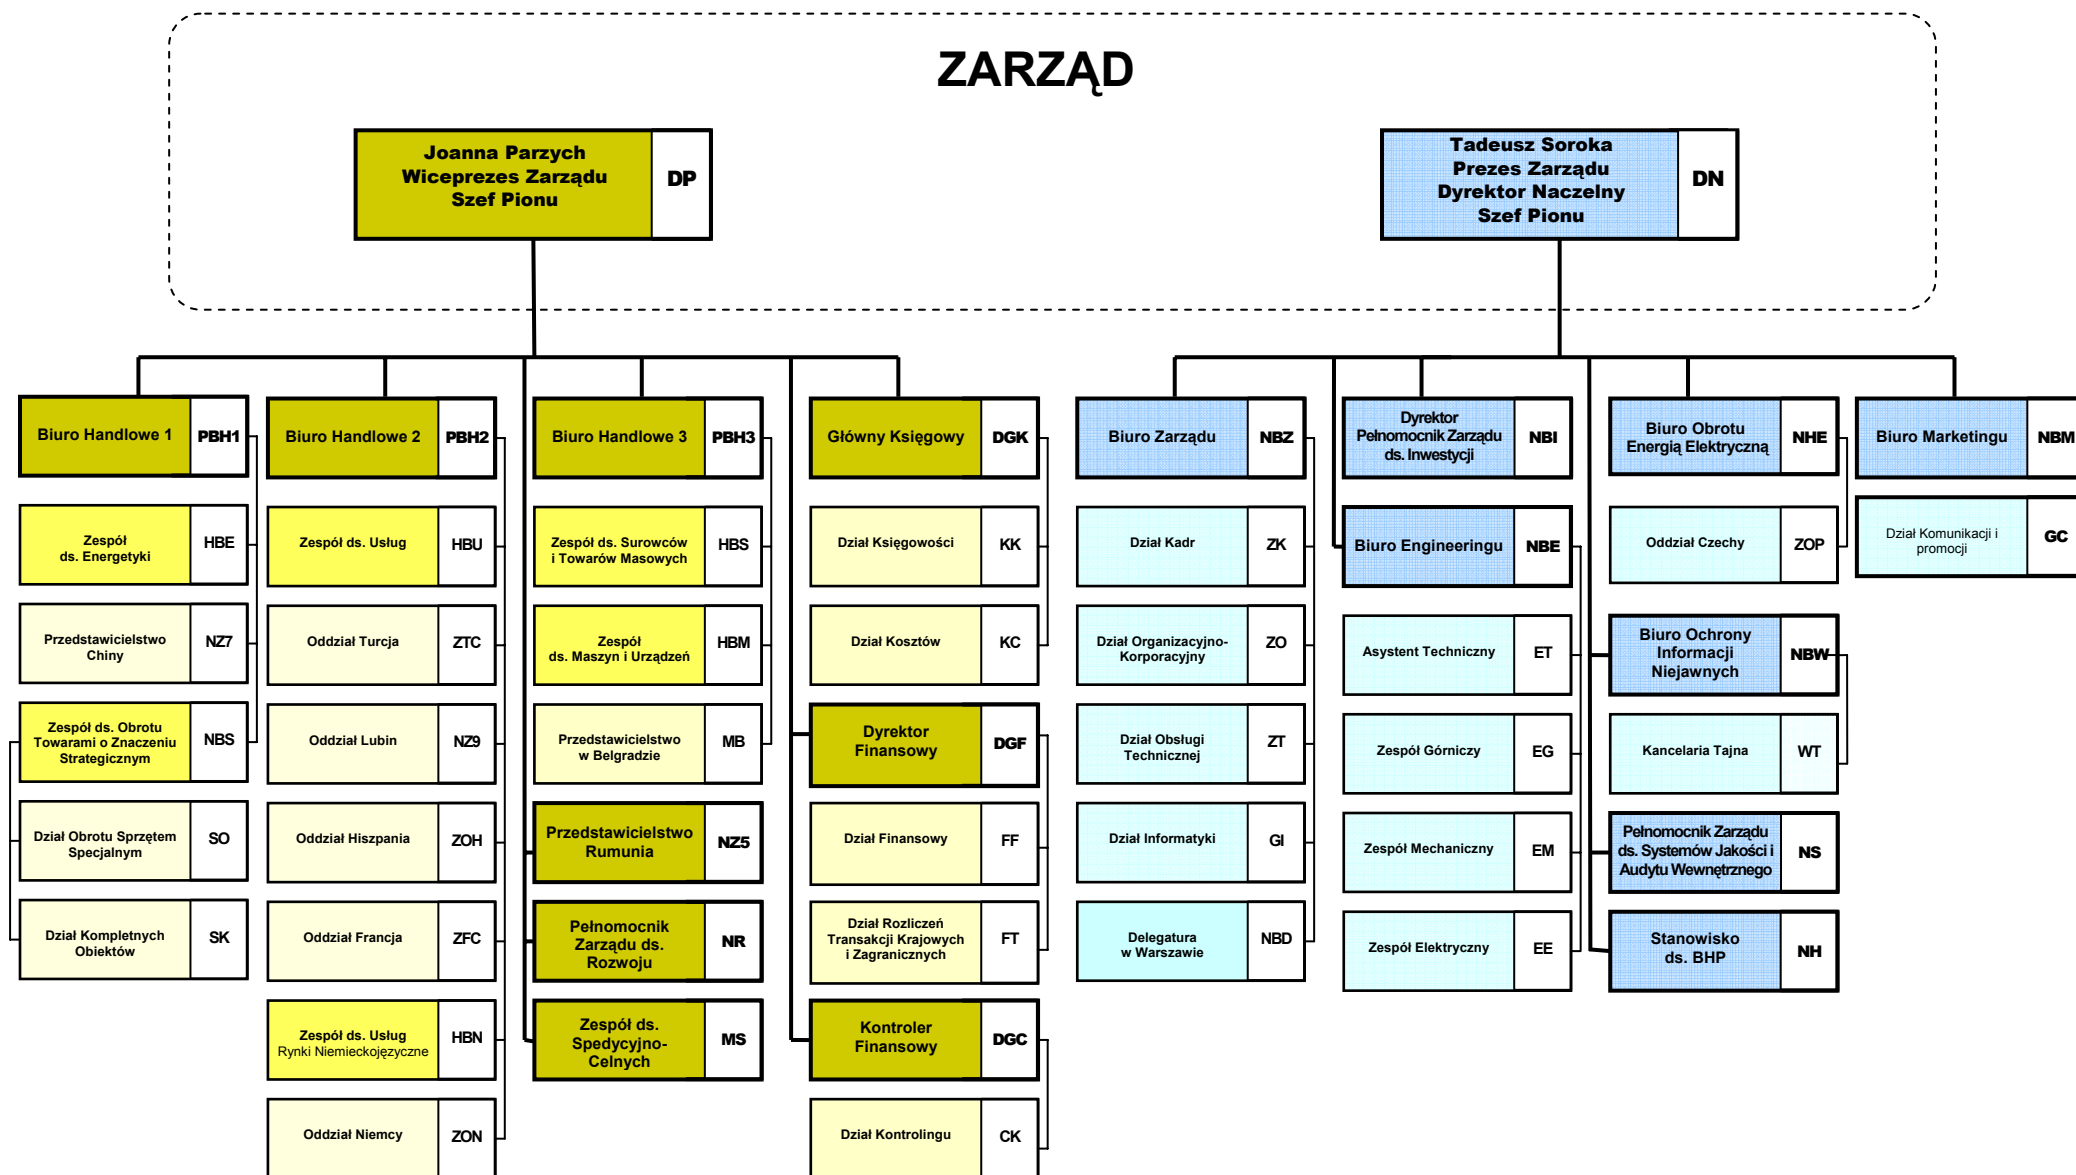 ZARZĄD
Joanna Parzych
Wiceprezes Zarządu
Szef Pionu
DP
Tadeusz Soroka
Prezes Zarządu
Dyrektor Naczelny
Szef Pionu
DN
Biuro Handlowe 1
PBH1
Zespół
ds. Energetyki
HBE
Przedstawicielstwo
Chiny
NZ7
Zespół ds. Obrotu
Towarami o Znaczeniu
Strategicznym
NBS
Dział Obrotu Sprzętem
Specjalnym
SO
Dział Kompletnych
Obiektów
SK
Biuro Handlowe 2
PBH2
Zespół ds. Usług
HBU
Oddział Turcja
ZTC
Oddział Lubin
NZ9
Oddział Hiszpania
ZOH
Oddział Francja
ZFC
Zespół ds. Usług
Rynki Niemieckojęzyczne
HBN
Oddział Niemcy
ZON
Biuro Handlowe 3
PBH3
Zespół ds. Surowców
i Towarów Masowych
HBS
Zespół
ds. Maszyn i Urządzeń
HBM
Przedstawicielstwo
w Belgradzie
MB
Przedstawicielstwo
Rumunia
NZ5
Pełnomocnik
Zarządu ds.
Rozwoju
NR
Zespół ds.
Spedycyjno-
Celnych
MS
Główny Księgowy
DGK
Dział Księgowości
KK
Dział Kosztów
KC
Dyrektor
Finansowy
DGF
Dział Finansowy
FF
Dział Rozliczeń
Transakcji Krajowych
i Zagranicznych
FT
Kontroler
Finansowy
DGC
Dział Kontrolingu
CK
Biuro Zarządu
NBZ
Dział Kadr
ZK
Dział Organizacyjno-
Korporacyjny
ZO
Dział Obsługi
Technicznej
ZT
Dział Informatyki
GI
Delegatura
w Warszawie
NBD
Dyrektor
Pełnomocnik Zarządu
ds. Inwestycji
NBI
Biuro Engineeringu
NBE
Asystent Techniczny
ET
Zespół Górniczy
EG
Zespół Mechaniczny
EM
Zespół Elektryczny
EE
Biuro Obrotu
Energią Elektryczną
NHE
Oddział Czechy
ZOP
Biuro Ochrony
Informacji
Niejawnych
NBW
Kancelaria Tajna
WT
Pełnomocnik Zarządu
ds. Systemów Jakości i
Audytu Wewnętrznego
NS
Stanowisko
ds. BHP
NH
Biuro Marketingu
NBM
Dział Komunikacji i
promocji
GC